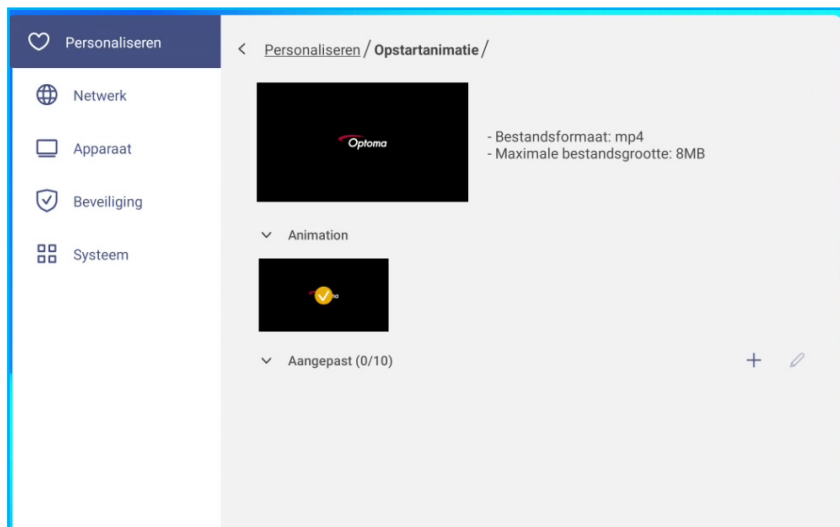 Personaliseren
Netwerk
Apparaat
Beveiliging
Systeem
Personaliseren / Opstartanimatie /
Optoma
- Bestandsformaat: mp4
- Maximale bestandsgrootte: 8MB
Animation
Aangepast (0/10)